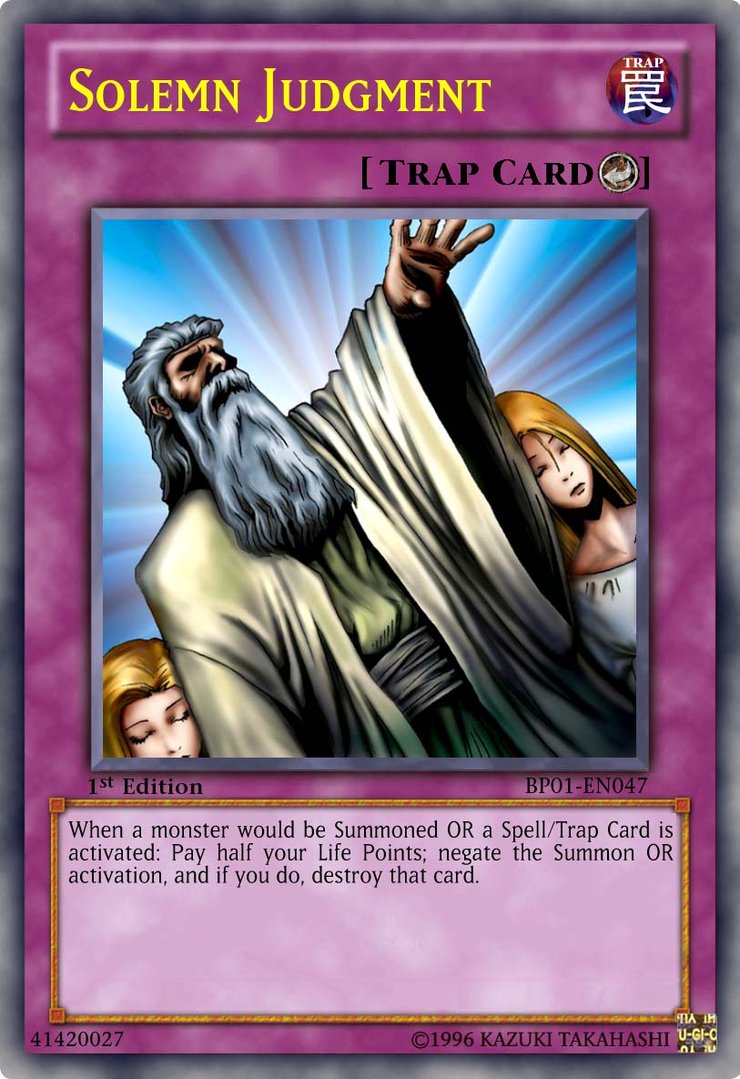 Solemn Judgment
TRAP
罠
[Trap Card]
1st Edition
BP01-EN047
When a monster would be Summoned OR a Spell/Trap Card is
activated: Pay half your Life Points; negate the Summon OR
activation, and if you do, destroy that card.
41420027
©1996 KAZUKI TAKAHASHI
U-GI-O